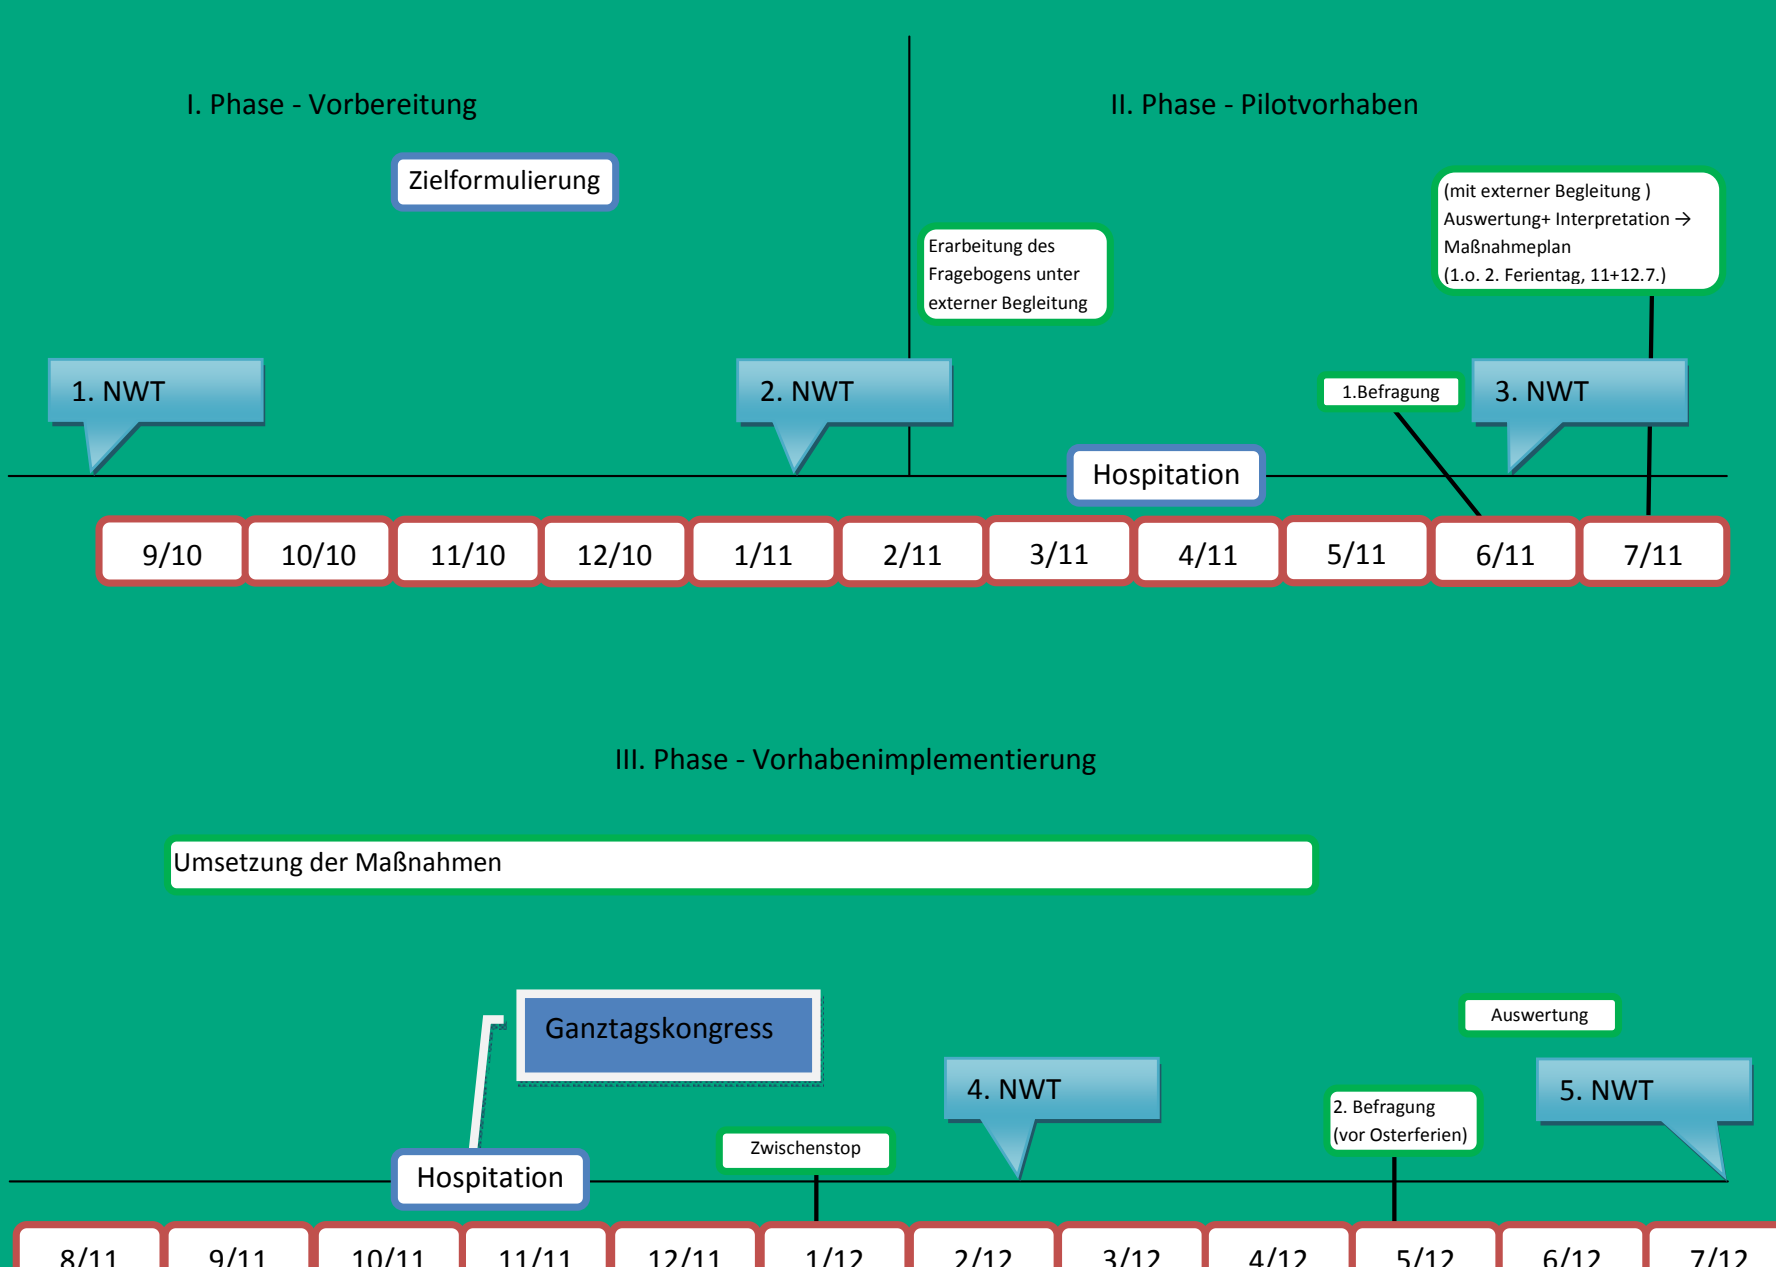 I. Phase - Vorbereitung
II. Phase - Pilotvorhaben
Zielformulierung
(mit externer Begleitung )
Auswertung+ Interpretation →
Maßnahmeplan
(1.o. 2. Ferientag, 11+12.7.)
Erarbeitung des
Fragebogens unter
externer Begleitung
1. NWT
2. NWT
1.Befragung
3. NWT
Hospitation
9/10
10/10
11/10
12/10
1/11
2/11
3/11
4/11
5/11
6/11
7/11
III. Phase - Vorhabenimplementierung
Umsetzung der Maßnahmen
Ganztagskongress
Auswertung
4. NWT
5. NWT
2. Befragung
(vor Osterferien)
Zwischenstop
Hospitation
8/11
9/11
10/11
11/11
12/11
1/12
2/12
3/12
4/12
5/12
6/12
7/12